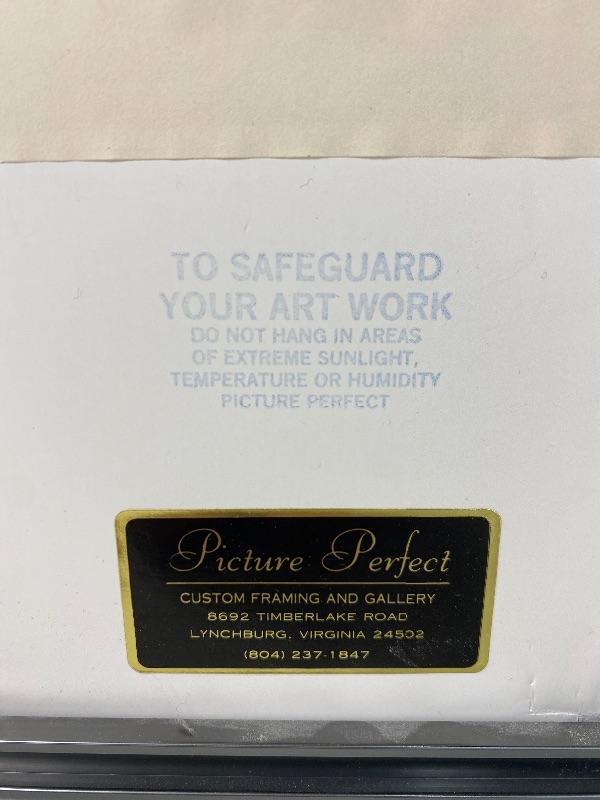 TO SAFEGUARD
YOUR ART WORK
DO NOT HANG IN AREAS
OF EXTREME SUNLIGHT,
TEMPERATURE OR HUMIDITY
PICTURE PERFECT
Picture Perfect
CUSTOM FRAMING AND GALLERY
8692 TIMBERLAKE ROAD
LYNCHBURG, VIRGINIA 24502
(804) 237-1847